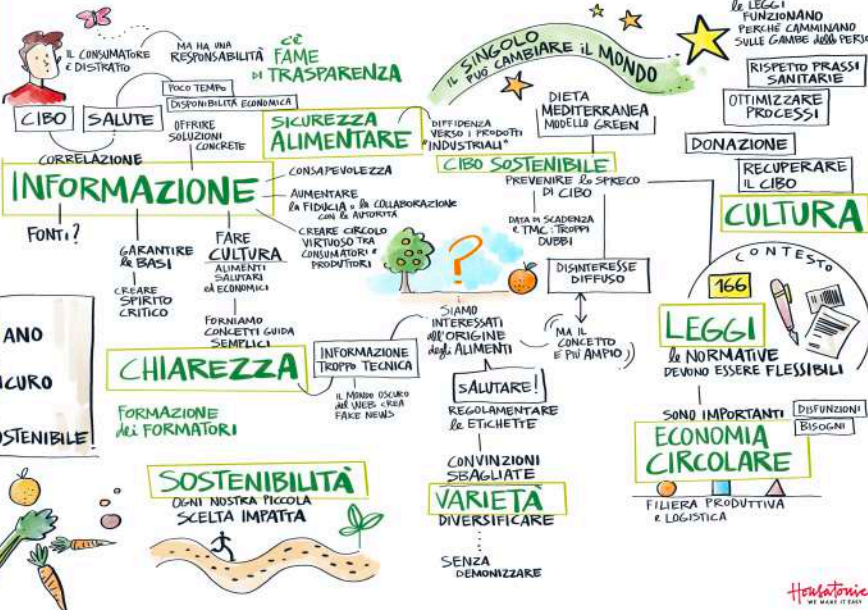 IL CONSUMATORE
È DISTRATTO
MA HA UNA
RESPONSABILITÀ
c'è
FAME
DI TRASPARENZA
CIBO
SALUTE
POCO TEMPO
DISPONIBILITÀ ECONOMICA
CORRELAZIONE
OFFRIRE
SOLUZIONI
CONCRETE
INFORMAZIONE
FONTI?
GARANTIRE
le BASI
CREARE
SPIRITO
CRITICO
FARE
CULTURA
ALIMENTI
SALUTARI
ed ECONOMICI
FORNIAMO
CONCETTI GUIDA
SEMPLICI
CONSAPEVOLEZZA
AUMENTARE
la FIDUCIA e la COLLABORAZIONE
CON le AUTORITÀ
CREARE CIRCOLO
VIRTUOSO TRA
CONSUMATORI e
PRODUTTORI
SICUREZZA
ALIMENTARE
DIFFIDENZA
VERSO I PRODOTTI
"INDUSTRIALI"
IL SINGOLO
PUÒ CAMBIARE il MONDO
DIETA
MEDITERRANEA
MODELLO GREEN
CIBO SOSTENIBILE
PREVENIRE lo SPRECO
DI CIBO
DATA DI SCADENZA
e TMC: TROPPI
DUBBI
DISINTERESSE
DIFFUSO
MA IL
CONCETTO
È PIÙ AMPIO
?
SIAMO
INTERESSATI
all'ORIGINE
degli ALIMENTI
SALUTARE!
REGOLAMENTARE
le ETICHETTE
CONVINZIONI
SBAGLIATE
VARIETÀ
DIVERSIFICARE
SENZA
DEMONIZZARE
CHIAREZZA
INFORMAZIONE
TROPPO TECNICA
IL MONDO OSCURO
del WEB CREA
FAKE NEWS
FORMAZIONE
dei FORMATORI
SOSTENIBILITÀ
OGNI NOSTRA PICCOLA
SCELTA IMPATTA
ANO
ICURO
OSTENIBILE!
le LEGGI
FUNZIONANO
PERCHÉ CAMMINANO
SULLE GAMBE delle PERSO
RISPETTO PRASSI
SANITARIE
OTTIMIZZARE
PROCESSI
DONAZIONE
RECUPERARE
IL CIBO
CULTURA
CONTESTO
166
LEGGI
le NORMATIVE
DEVONO ESSERE FLESSIBILI
SONO IMPORTANTI
DISFUNZIONI
BISOGNI
ECONOMIA
CIRCOLARE
FILIERA PRODUTTIVA
e LOGISTICA
Housatonic
WE MAKE IT EASY